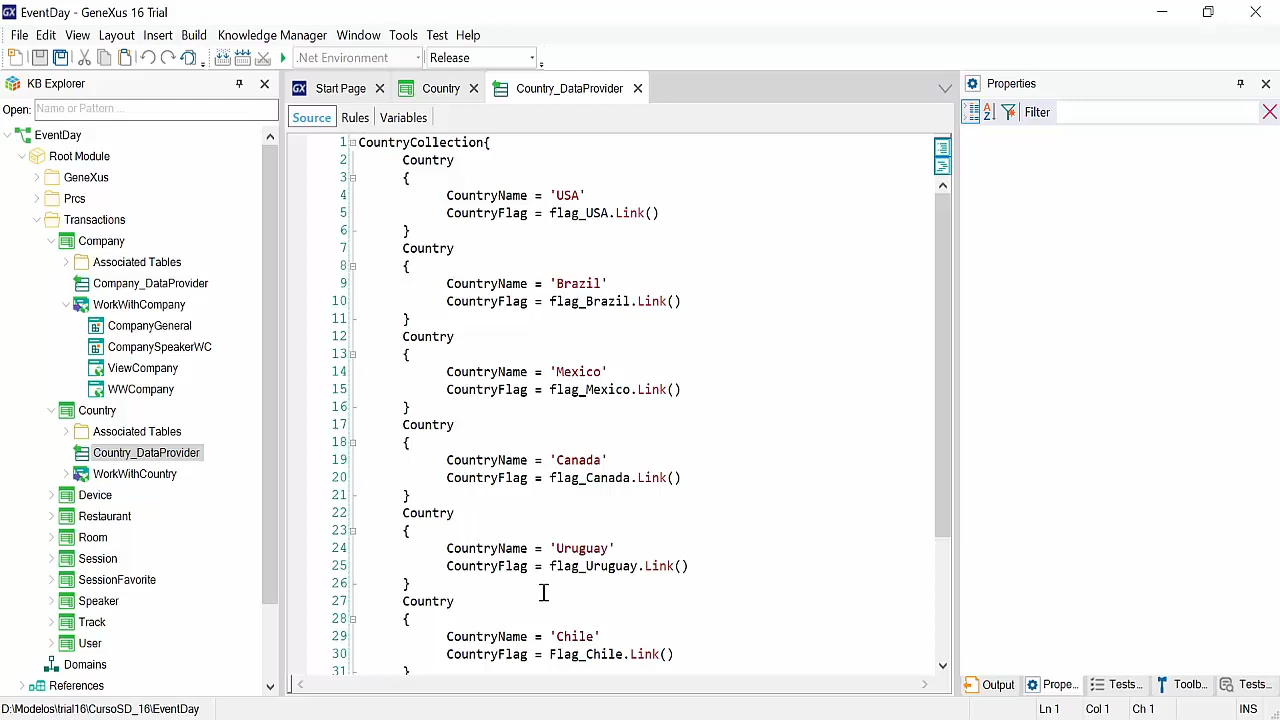 EventDay - GeneXus 16 Trial
File Edit View Layout Insert Build Knowledge Manager Window Tools Test Help
.Net Environment Release
KB Explorer
Open: Name or Pattern ...
EventDay
Root Module
GeneXus
Prcs
Transactions
Company
Associated Tables
Company_DataProvider
WorkWithCompany
CompanyGeneral
CompanySpeakerWC
ViewCompany
WWCompany
Country
Associated Tables
Country_DataProvider
WorkWithCountry
Device
Restaurant
Room
Session
SessionFavorite
Speaker
Track
User
Domains
References
Start Page Country Country_DataProvider
Source Rules Variables
1 CountryCollection{
2 Country
3 {
4 CountryName = 'USA'
5 CountryFlag = flag_USA.Link()
6 }
7 Country
8 {
9 CountryName = 'Brazil'
10 CountryFlag = flag_Brazil.Link()
11 }
12 Country
13 {
14 CountryName = 'Mexico'
15 CountryFlag = flag_Mexico.Link()
16 }
17 Country
18 {
19 CountryName = 'Canada'
20 CountryFlag = flag_Canada.Link()
21 }
22 Country
23 {
24 CountryName = 'Uruguay'
25 CountryFlag = flag_Uruguay.Link()
26 }
27 Country
28 {
29 CountryName = 'Chile'
30 CountryFlag = Flag_Chile.Link()
31 }
Properties
Filter
Output Prope... Tests... Toolb... Tests...
D:\Modelos\trial16\CursoSD_16\EventDay Ln 1 Col 1 Ch 1 INS